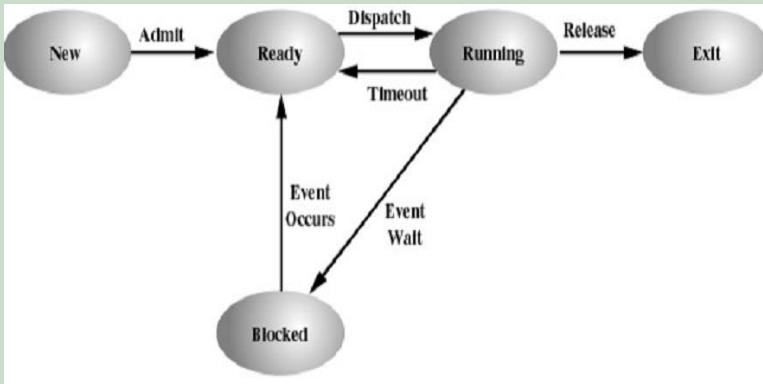 Dispatch
New
Admit
Ready
Running
Release
Exit
Timeout
Event
Occurs
Event
Wait
Blocked